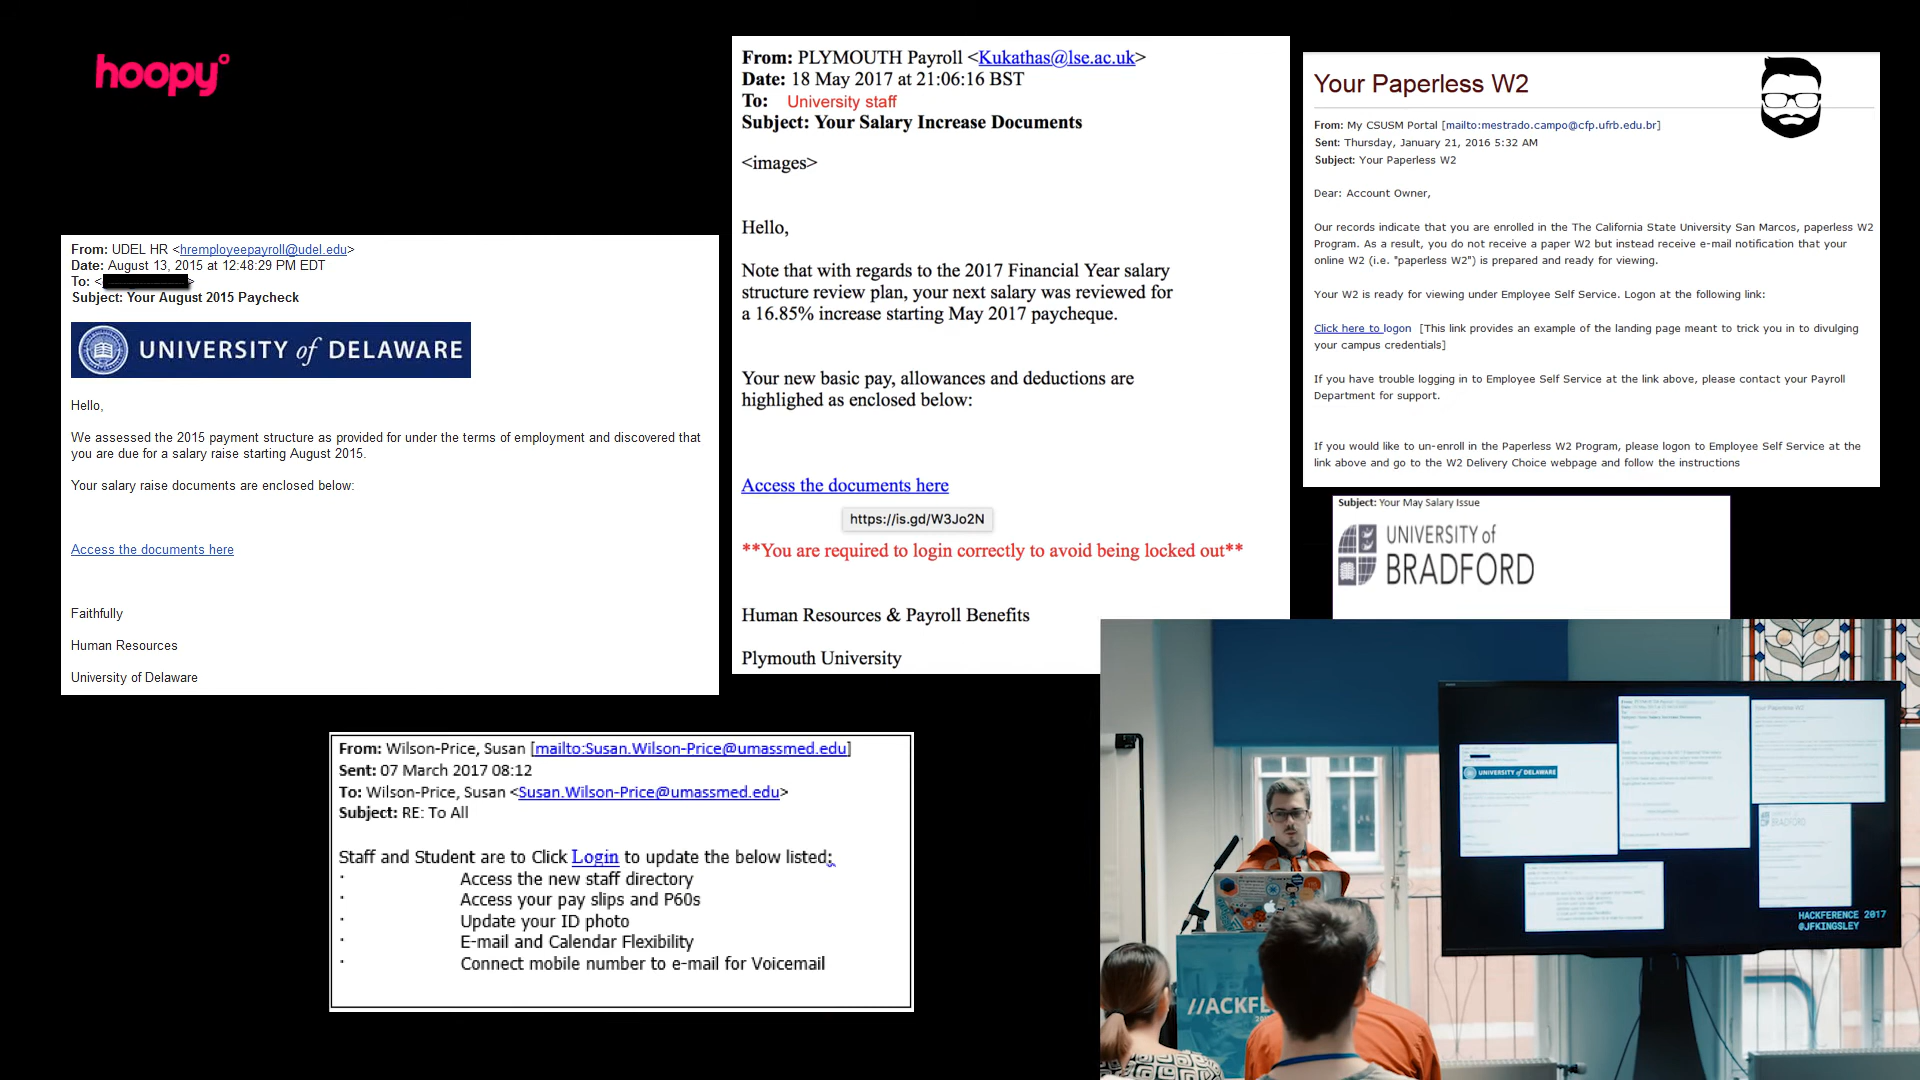 hoopy
From: UDEL HR <hremployeepayroll@udel.edu>
Date: August 13, 2015 at 12:48:29 PM EDT
To: <
>
Subject: Your August 2015 Paycheck
UNIVERSITY of DELAWARE
Hello,
We assessed the 2015 payment structure as provided for under the terms of employment and discovered that
you are due for a salary raise starting August 2015.
Your salary raise documents are enclosed below:
Access the documents here
Faithfully
Human Resources
University of Delaware
From: PLYMOUTH Payroll <Kukathas@lse.ac.uk>
Date: 18 May 2017 at 21:06:16 BST
To: University staff
Subject: Your Salary Increase Documents
<images>
Hello,
Note that with regards to the 2017 Financial Year salary
structure review plan, your next salary was reviewed for
a 16.85% increase starting May 2017 paycheque.
Your new basic pay, allowances and deductions are
highlighed as enclosed below:
Access the documents here
https://is.gd/W3Jo2N
**You are required to login correctly to avoid being locked out**
Human Resources & Payroll Benefits
Plymouth University
Your Paperless W2
From: My CSUSM Portal [mailto:mestrado.campo@cfp.ufrb.edu.br]
Sent: Thursday, January 21, 2016 5:32 AM
Subject: Your Paperless W2
Dear: Account Owner,
Our records indicate that you are enrolled in the The California State University San Marcos, paperless W2
Program. As a result, you do not receive a paper W2 but instead receive e-mail notification that your
online W2 (i.e. "paperless W2") is prepared and ready for viewing.
Your W2 is ready for viewing under Employee Self Service. Logon at the following link:
Click here to logon [This link provides an example of the landing page meant to trick you in to divulging
your campus credentials]
If you have trouble logging in to Employee Self Service at the link above, please contact your Payroll
Department for support.
If you would like to un-enroll in the Paperless W2 Program, please logon to Employee Self Service at the
link above and go to the W2 Delivery Choice webpage and follow the instructions
Subject: Your May Salary Issue
UNIVERSITY of
BRADFORD
From: Wilson-Price, Susan [mailto:Susan.Wilson-Price@umassmed.edu]
Sent: 07 March 2017 08:12
To: Wilson-Price, Susan <Susan.Wilson-Price@umassmed.edu>
Subject: RE: To All
Staff and Student are to Click Login to update the below listed:
· Access the new staff directory
· Access your pay slips and P60s
· Update your ID photo
· E-mail and Calendar Flexibility
· Connect mobile number to e-mail for Voicemail
UNIVERSITY of DELAWARE
Your Paperless W2
UNIVERSITY of
BRADFORD
HACKFERENCE 2017
@JFKINGSLEY
//ACKFE